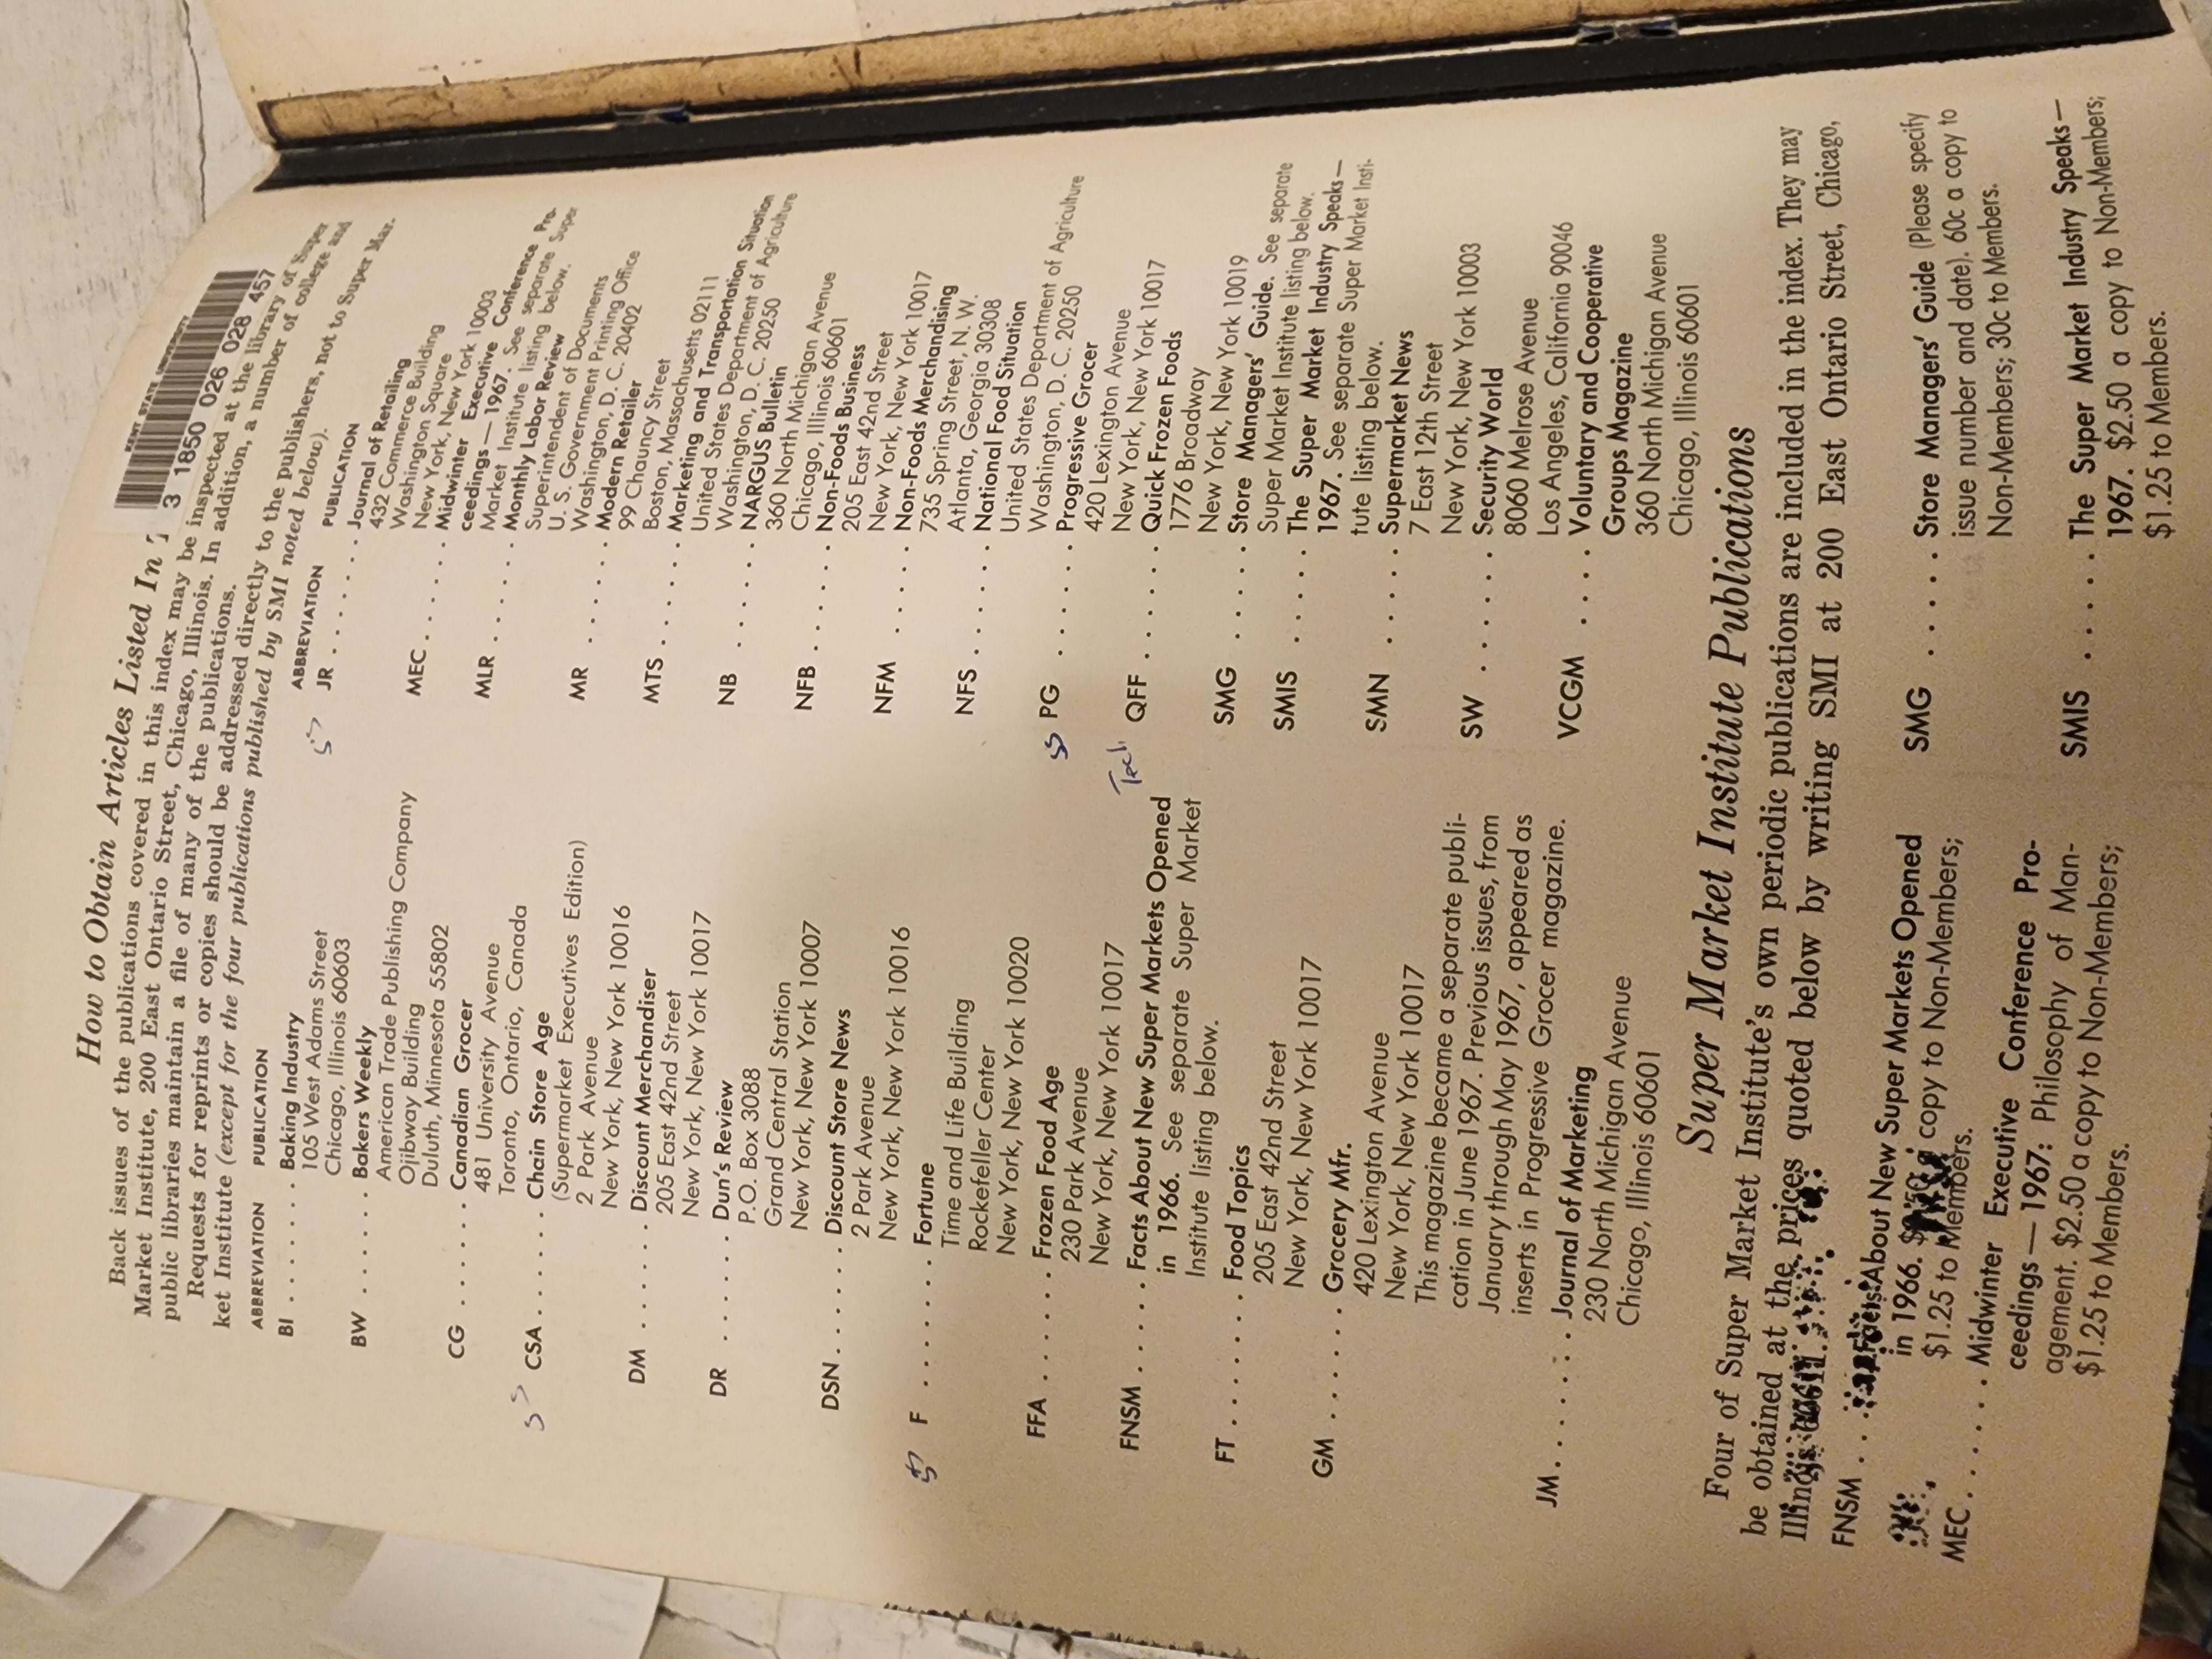 How to Obtain Articles Listed In
KENT STATE UNIVERSITY
3 1850 026 028 457
Back issues of the publications covered in this index may be inspected at the library of Super
Market Institute, 200 East Ontario Street, Chicago, Illinois. In addition, a number of college and
public libraries maintain a file of many of the publications.
Requests for reprints or copies should be addressed directly to the publishers, not to Super Mar-
ket Institute (except for the four publications published by SMI noted below).
ABBREVIATION PUBLICATION
BI . . . . . . . Baking Industry
105 West Adams Street
Chicago, Illinois 60603
BW . . . . . . Bakers Weekly
American Trade Publishing Company
Ojibway Building
Duluth, Minnesota 55802
CG . . . . . . Canadian Grocer
481 University Avenue
Toronto, Ontario, Canada
CSA . . . . . . Chain Store Age
(Supermarket Executives Edition)
2 Park Avenue
New York, New York 10016
DM . . . . . . Discount Merchandiser
205 East 42nd Street
New York, New York 10017
DR . . . . . . Dun's Review
P.O. Box 3088
Grand Central Station
New York, New York 10007
DSN . . . . . Discount Store News
2 Park Avenue
New York, New York 10016
F . . . . . . . Fortune
Time and Life Building
Rockefeller Center
New York, New York 10020
FFA . . . . . . Frozen Food Age
230 Park Avenue
New York, New York 10017
FNSM . . . . . Facts About New Super Markets Opened
in 1966. See separate Super Market
Institute listing below.
FT . . . . . . . Food Topics
205 East 42nd Street
New York, New York 10017
GM . . . . . . Grocery Mfr.
420 Lexington Avenue
New York, New York 10017
This magazine became a separate publi-
cation in June 1967. Previous issues, from
January through May 1967, appeared as
inserts in Progressive Grocer magazine.
JM . . . . . . . Journal of Marketing
230 North Michigan Avenue
Chicago, Illinois 60601
ABBREVIATION PUBLICATION
JR . . . . . . . Journal of Retailing
432 Commerce Building
Washington Square
New York, New York 10003
MEC . . . . . . Midwinter Executive Conference Pro-
ceedings — 1967. See separate Super
Market Institute listing below.
MLR . . . . . . Monthly Labor Review
Superintendent of Documents
U. S. Government Printing Office
Washington, D. C. 20402
MR . . . . . . Modern Retailer
99 Chauncy Street
Boston, Massachusetts 02111
MTS . . . . . . Marketing and Transportation Situation
United States Department of Agriculture
Washington, D. C. 20250
NB . . . . . . NARGUS Bulletin
360 North Michigan Avenue
Chicago, Illinois 60601
NFB . . . . . . Non-Foods Business
205 East 42nd Street
New York, New York 10017
NFM . . . . . Non-Foods Merchandising
735 Spring Street, N. W.
Atlanta, Georgia 30308
NFS . . . . . . National Food Situation
United States Department of Agriculture
Washington, D. C. 20250
PG . . . . . . Progressive Grocer
420 Lexington Avenue
New York, New York 10017
Tech QFF . . . . . . Quick Frozen Foods
1776 Broadway
New York, New York 10019
SMG . . . . . Store Managers' Guide. See separate
Super Market Institute listing below.
SMIS . . . . . The Super Market Industry Speaks—
1967. See separate Super Market Insti-
tute listing below.
SMN . . . . . Supermarket News
7 East 12th Street
New York, New York 10003
SW . . . . . . Security World
8060 Melrose Avenue
Los Angeles, California 90046
VCGM . . . . Voluntary and Cooperative
Groups Magazine
360 North Michigan Avenue
Chicago, Illinois 60601
Super Market Institute Publications
Four of Super Market Institute's own periodic publications are included in the index. They may
be obtained at the prices quoted below by writing SMI at 200 East Ontario Street, Chicago,
Illinois
FNSM . . . . Facts About New Super Markets Opened
in 1966. copy to Non-Members;
$1.25 to Members.
MEC . . . . . . Midwinter Executive Conference Pro-
ceedings — 1967: Philosophy of Man-
agement. $2.50 a copy to Non-Members;
$1.25 to Members.
SMG . . . . . Store Managers' Guide (Please specify
issue number and date). 60c a copy to
Non-Members; 30c to Members.
SMIS . . . . . The Super Market Industry Speaks—
1967. $2.50 a copy to Non-Members;
$1.25 to Members.